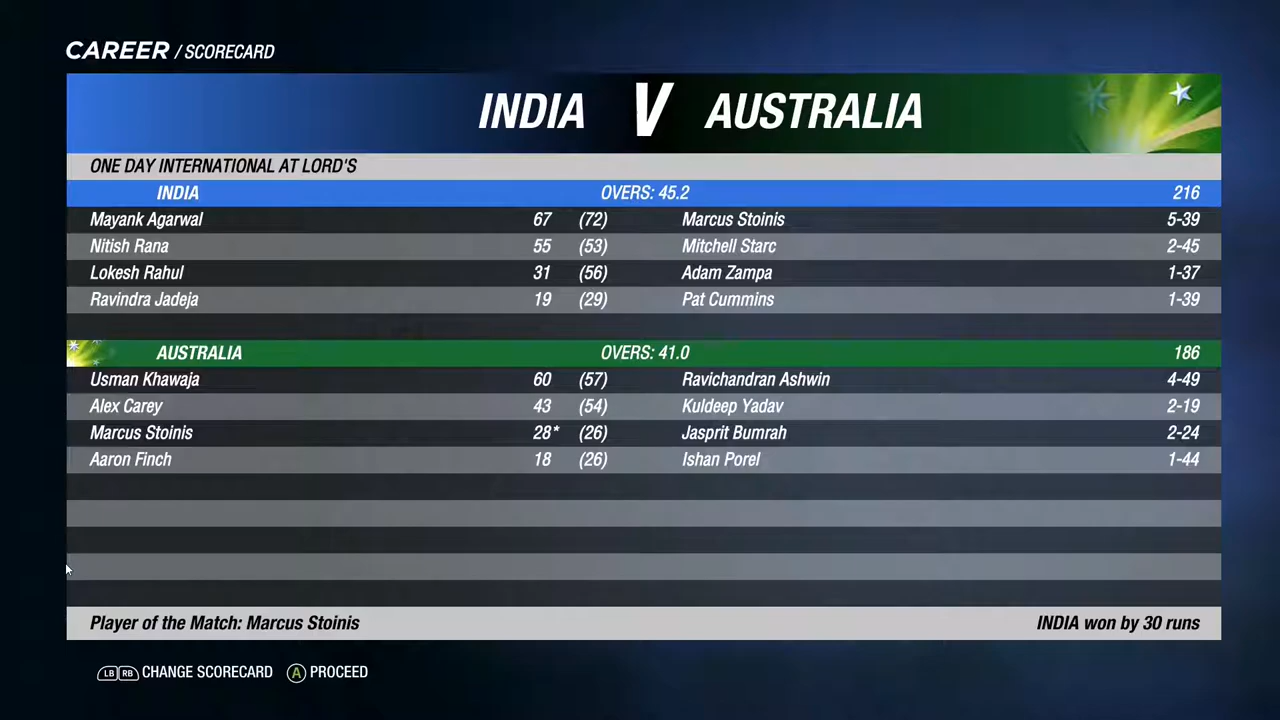 CAREER / SCORECARD
INDIA V AUSTRALIA
ONE DAY INTERNATIONAL AT LORD'S
INDIA OVERS: 45.2 216
Mayank Agarwal 67 (72) Marcus Stoinis 5-39
Nitish Rana 55 (53) Mitchell Starc 2-45
Lokesh Rahul 31 (56) Adam Zampa 1-37
Ravindra Jadeja 19 (29) Pat Cummins 1-39
AUSTRALIA OVERS: 41.0 186
Usman Khawaja 60 (57) Ravichandran Ashwin 4-49
Alex Carey 43 (54) Kuldeep Yadav 2-19
Marcus Stoinis 28* (26) Jasprit Bumrah 2-24
Aaron Finch 18 (26) Ishan Porel 1-44
Player of the Match: Marcus Stoinis INDIA won by 30 runs
LB RB CHANGE SCORECARD A PROCEED